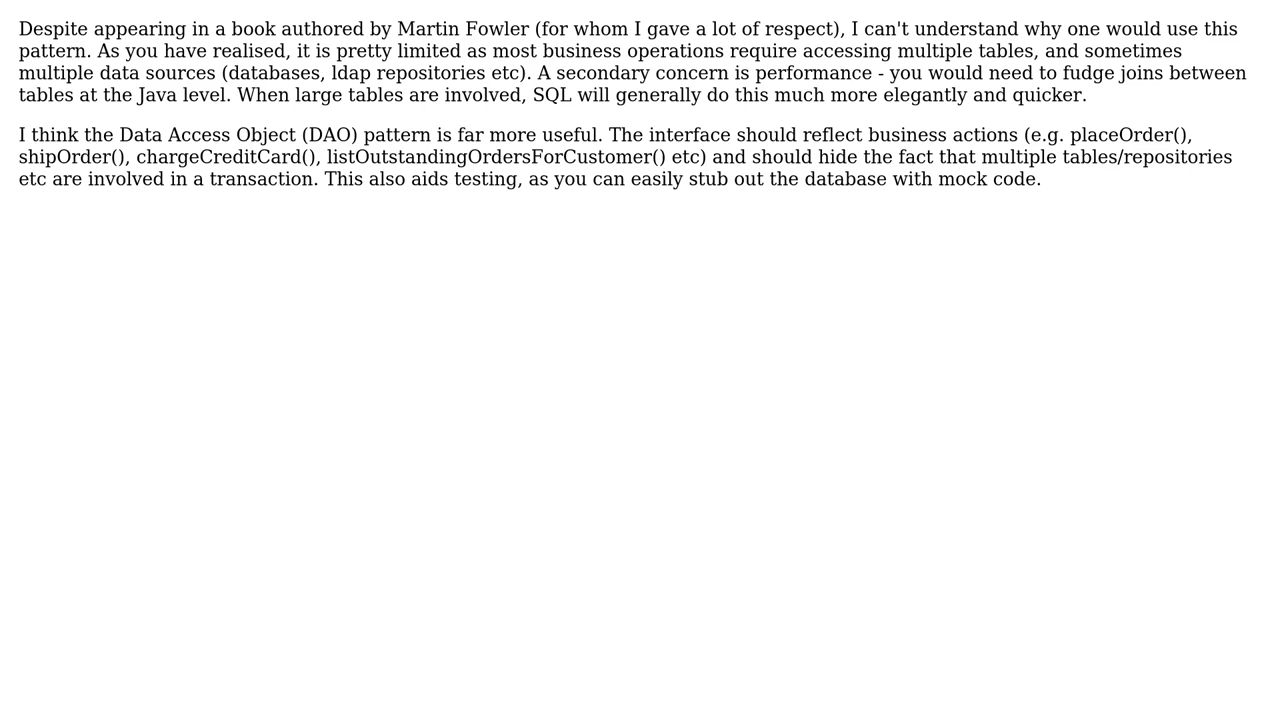 Despite appearing in a book authored by Martin Fowler (for whom I gave a lot of respect), I can't understand why one would use this
pattern. As you have realised, it is pretty limited as most business operations require accessing multiple tables, and sometimes
multiple data sources (databases, ldap repositories etc). A secondary concern is performance - you would need to fudge joins between
tables at the Java level. When large tables are involved, SQL will generally do this much more elegantly and quicker.
I think the Data Access Object (DAO) pattern is far more useful. The interface should reflect business actions (e.g. placeOrder(),
shipOrder(), chargeCreditCard(), listOutstandingOrdersForCustomer() etc) and should hide the fact that multiple tables/repositories
etc are involved in a transaction. This also aids testing, as you can easily stub out the database with mock code.